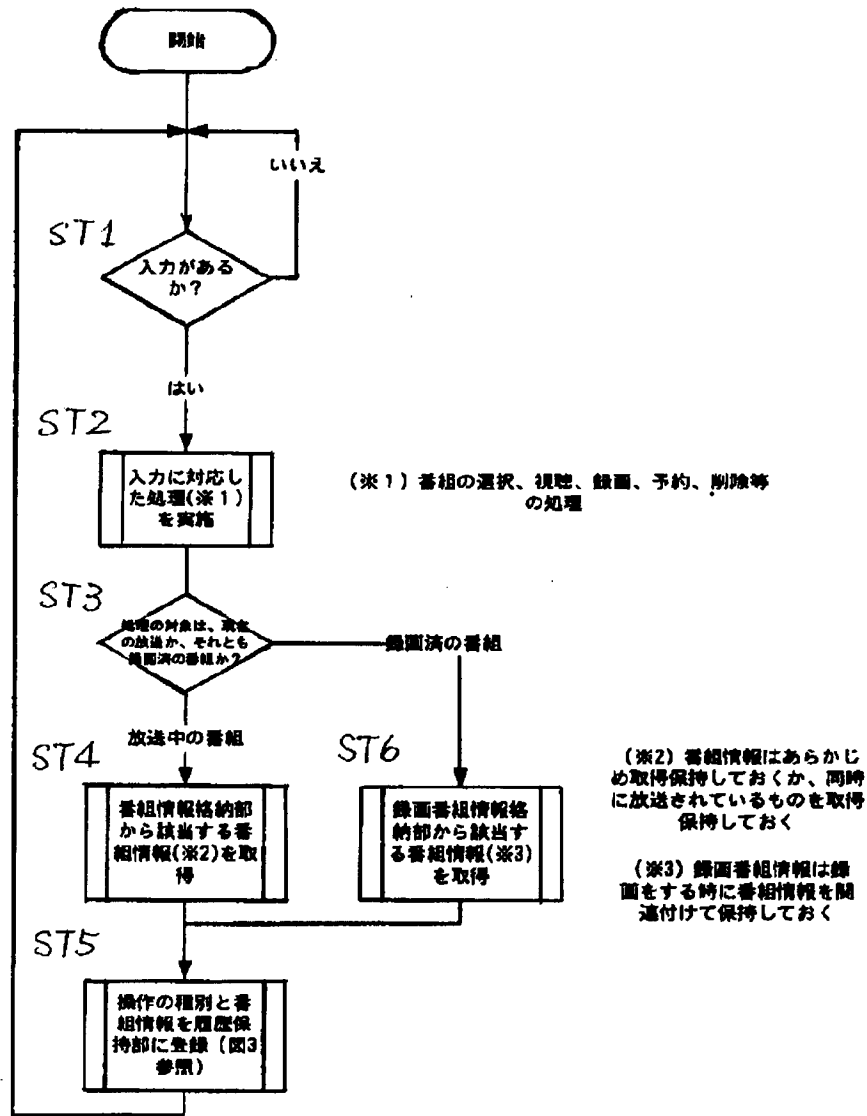 開始
いいえ
ST1
入力がある
か?
はい
ST2
入力に対応し
た処理(※1)
を実施
(※1)番組の選択、視聴、録画、予約、削除等
の処理
ST3
処理の対象は、現在
の放送か、それとも
録画済の番組か?
録画済の番組
放送中の番組
ST4
番組情報格納部
から該当する番
組情報(※2)を取
得
ST6
録画番組情報格
納部から該当す
る番組情報(※3)
を取得
(※2)番組情報はあらかじ
め取得保持しておくか、同時
に放送されているものを取得
保持しておく
(※3)録画番組情報は録
画をする時に番組情報を関
連付けて保持しておく
ST5
操作の種別と番
組情報を履歴保
持部に登録(図3
参照)